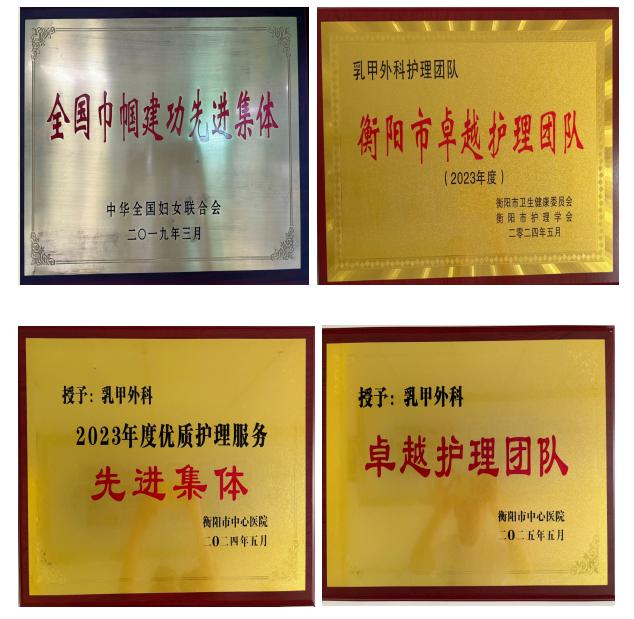 全国巾帼建功先进集体
中华全国妇女联合会
二〇一九年三月
乳甲外科护理团队
衡阳市卓越护理团队
（2023年度）
衡阳市卫生健康委员会
衡阳市护理学会
二零二四年五月
授予：乳甲外科
2023年度优质护理服务
先进集体
衡阳市中心医院
二〇二四年五月
授予：乳甲外科
卓越护理团队
衡阳市中心医院
二〇二五年五月